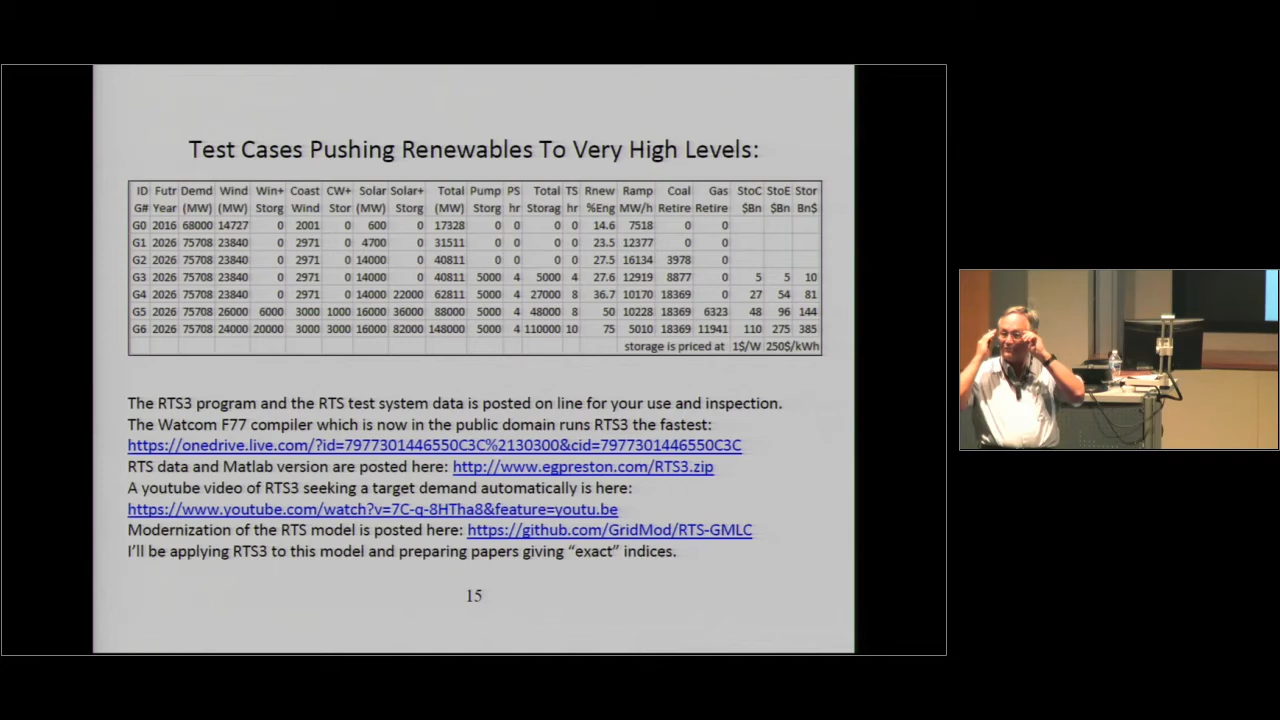 Test Cases Pushing Renewables To Very High Levels:
ID Futr Demd Wind Win+ Coast CW+ Solar Solar+ Total Pump PS Total TS Rnew Ramp Coal Gas StoC StoE Stor
G# Year (MW) (MW) Storg Wind Stor (MW) Storg (MW) Storg hr Storag hr %Eng MW/h Retire Retire $Bn $Bn Bn$
G0 2016 68000 14727 0 2001 0 600 0 17328 0 0 0 0 14.6 7518 0 0
G1 2026 75708 23840 0 2971 0 4700 0 31511 0 0 0 0 23.5 12377 0 0
G2 2026 75708 23840 0 2971 0 14000 0 40811 0 0 0 0 27.5 16134 3978 0
G3 2026 75708 23840 0 2971 0 14000 0 40811 5000 4 5000 4 27.6 12919 8877 0 5 5 10
G4 2026 75708 23840 0 2971 0 14000 22000 62811 5000 4 27000 8 36.7 10170 18369 0 27 54 81
G5 2026 75708 26000 6000 3000 1000 16000 36000 88000 5000 4 48000 8 50 10228 18369 6323 48 96 144
G6 2026 75708 24000 20000 3000 3000 16000 82000 148000 5000 4 110000 10 75 5010 18369 11941 110 275 385
storage is priced at 1$/W 250$/kWh
The RTS3 program and the RTS test system data is posted on line for your use and inspection.
The Watcom F77 compiler which is now in the public domain runs RTS3 the fastest:
https://onedrive.live.com/?id=7977301446550C3C%2130300&cid=7977301446550C3C
RTS data and Matlab version are posted here: http://www.egpreston.com/RTS3.zip
A youtube video of RTS3 seeking a target demand automatically is here:
https://www.youtube.com/watch?v=7C-q-8HTha8&feature=youtu.be
Modernization of the RTS model is posted here: https://github.com/GridMod/RTS-GMLC
I'll be applying RTS3 to this model and preparing papers giving “exact” indices.
15